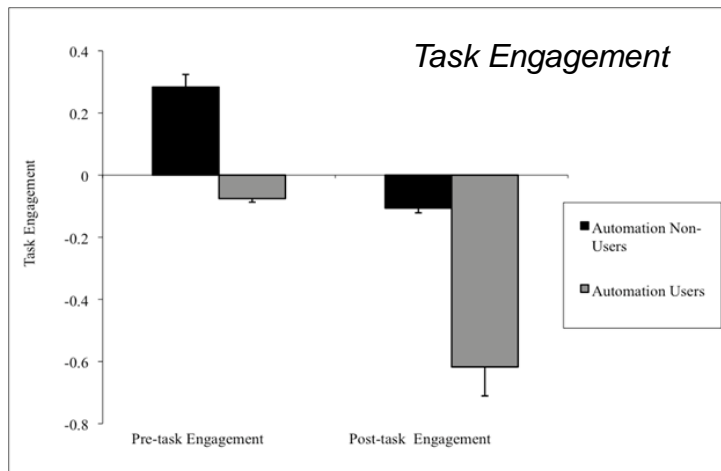 Task Engagement
0.4
0.2
0
-0.2
-0.4
-0.6
-0.8
Task Engagement
Pre-task Engagement
Post-task Engagement
Automation Non-
Users
Automation Users